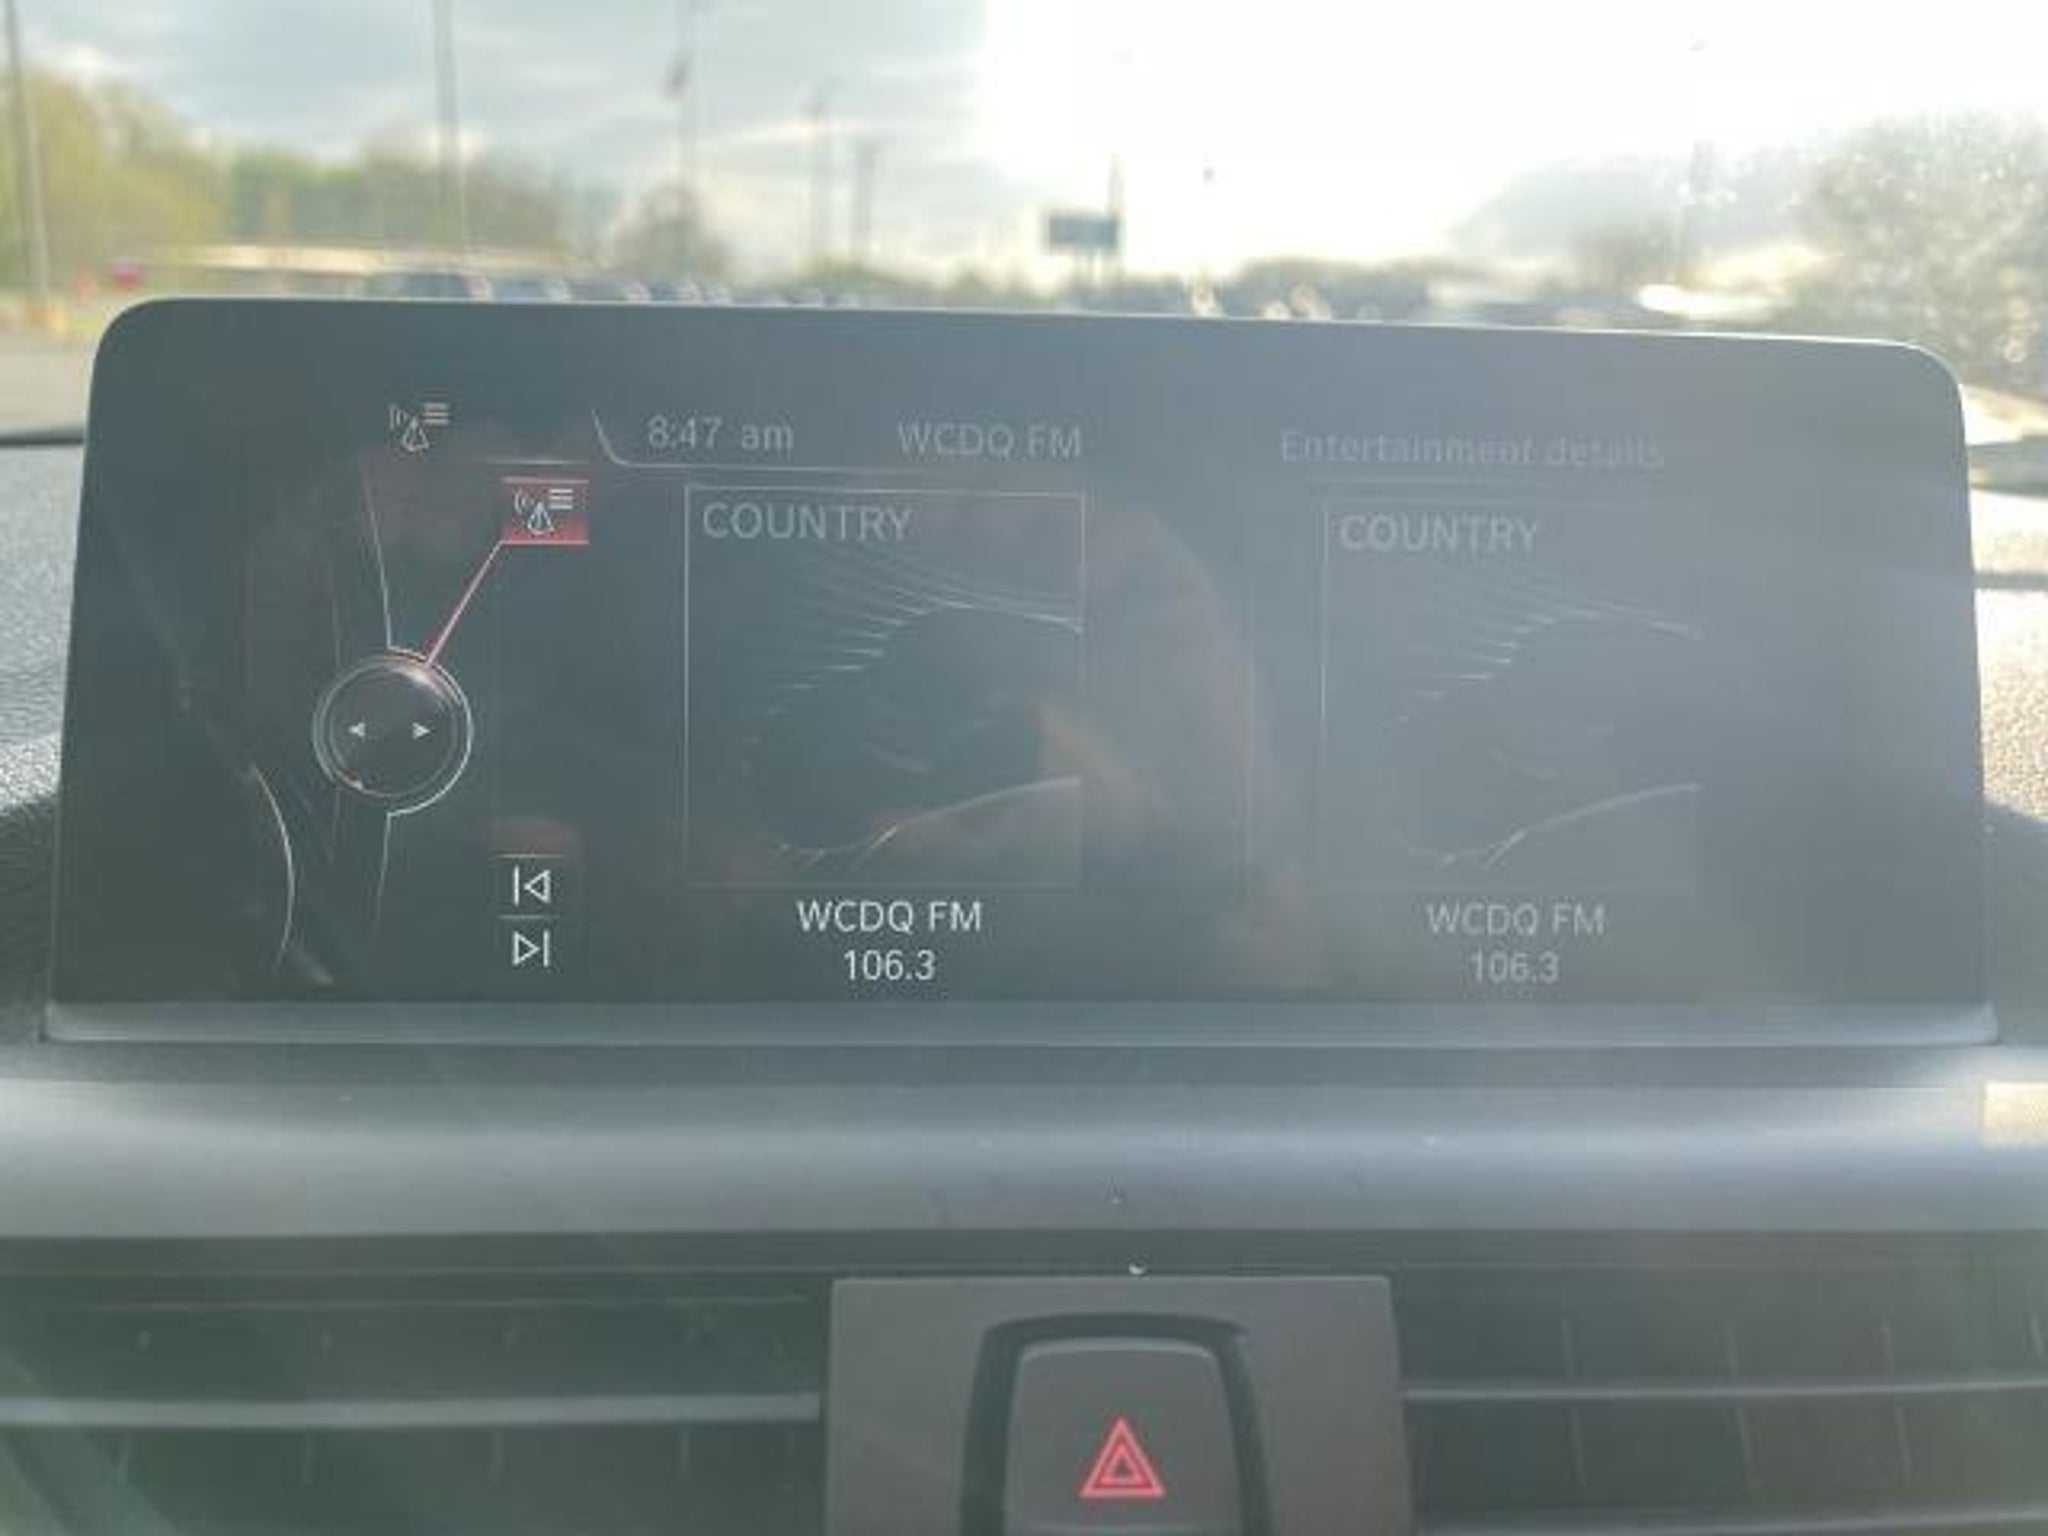 8:47 am
WCDQ FM
Entertainment details
COUNTRY
COUNTRY
WCDQ FM
106.3
WCDQ FM
106.3